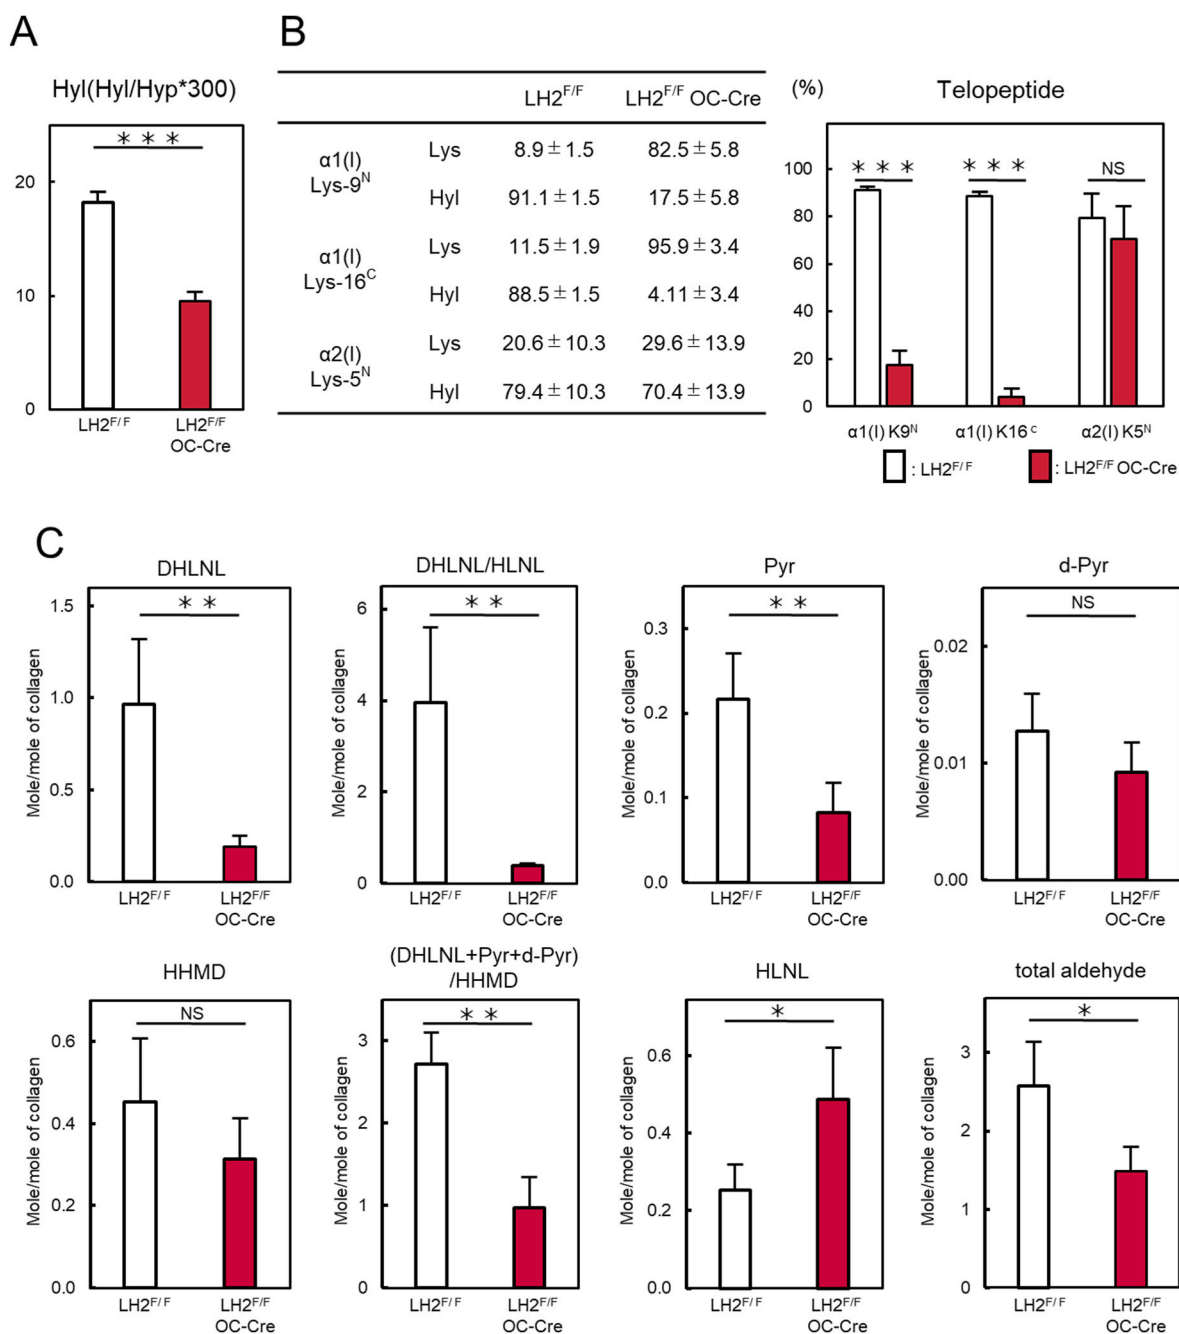 A
Hyl(Hyl/Hyp*300)
***
20
10
0
LH2F/F
LH2F/F
OC-Cre
B
LH2F/F LH2F/F OC-Cre
α1(I)
Lys-9N
Lys 8.9 ± 1.5 82.5 ± 5.8
Hyl 91.1 ± 1.5 17.5 ± 5.8
α1(I)
Lys-16C
Lys 11.5 ± 1.9 95.9 ± 3.4
Hyl 88.5 ± 1.5 4.11 ± 3.4
α2(I)
Lys-5N
Lys 20.6 ± 10.3 29.6 ± 13.9
Hyl 79.4 ± 10.3 70.4 ± 13.9
(%)
Telopeptide
*** *** NS
100
80
60
40
20
0
α1(I) K9N α1(I) K16c α2(I) K5N
: LH2F/F : LH2F/F OC-Cre
C
DHLNL
Mole/mole of collagen
**
1.5
1.0
0.5
0.0
LH2F/F
LH2F/F
OC-Cre
DHLNL/HLNL
Mole/mole of collagen
**
6
4
2
0
LH2F/F
LH2F/F
OC-Cre
Pyr
Mole/mole of collagen
**
0.3
0.2
0.1
0.0
LH2F/F
LH2F/F
OC-Cre
d-Pyr
Mole/mole of collagen
NS
0.02
0.01
0.00
LH2F/F
LH2F/F
OC-Cre
HHMD
Mole/mole of collagen
NS
0.6
0.4
0.2
0.0
LH2F/F
LH2F/F
OC-Cre
(DHLNL+Pyr+d-Pyr)
/HHMD
Mole/mole of collagen
**
3
2
1
0
LH2F/F
LH2F/F
OC-Cre
HLNL
Mole/mole of collagen
*
0.6
0.4
0.2
0.0
LH2F/F
LH2F/F
OC-Cre
total aldehyde
Mole/mole of collagen
*
3
2
1
0
LH2F/F
LH2F/F
OC-Cre